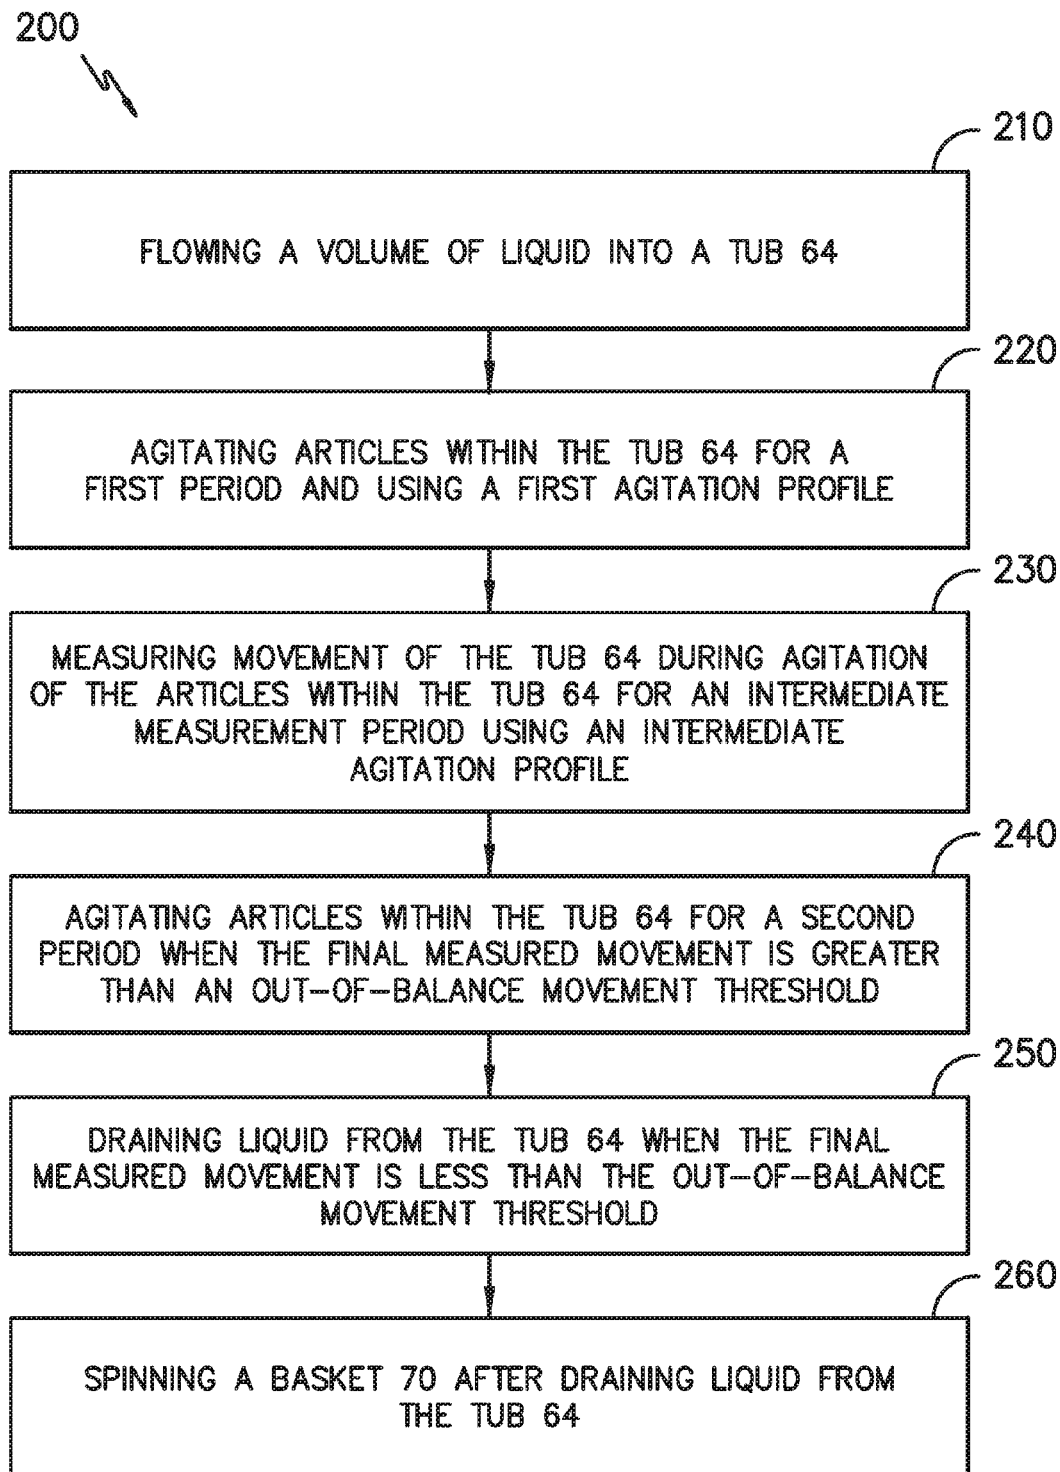 200
210
FLOWING A VOLUME OF LIQUID INTO A TUB 64
220
AGITATING ARTICLES WITHIN THE TUB 64 FOR A
FIRST PERIOD AND USING A FIRST AGITATION PROFILE
230
MEASURING MOVEMENT OF THE TUB 64 DURING AGITATION
OF THE ARTICLES WITHIN THE TUB 64 FOR AN INTERMEDIATE
MEASUREMENT PERIOD USING AN INTERMEDIATE
AGITATION PROFILE
240
AGITATING ARTICLES WITHIN THE TUB 64 FOR A SECOND
PERIOD WHEN THE FINAL MEASURED MOVEMENT IS GREATER
THAN AN OUT-OF-BALANCE MOVEMENT THRESHOLD
250
DRAINING LIQUID FROM THE TUB 64 WHEN THE FINAL
MEASURED MOVEMENT IS LESS THAN THE OUT-OF-BALANCE
MOVEMENT THRESHOLD
260
SPINNING A BASKET 70 AFTER DRAINING LIQUID FROM
THE TUB 64